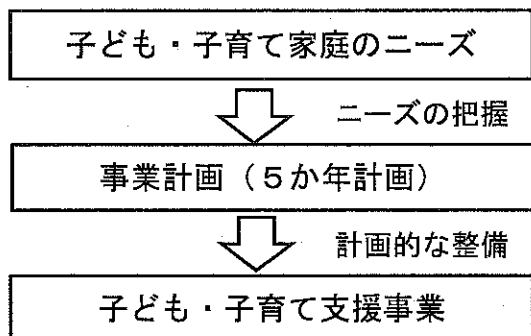 子ども・子育て家庭のニーズ
ニーズの把握
事業計画（５か年計画）
計画的な整備
子ども・子育て支援事業